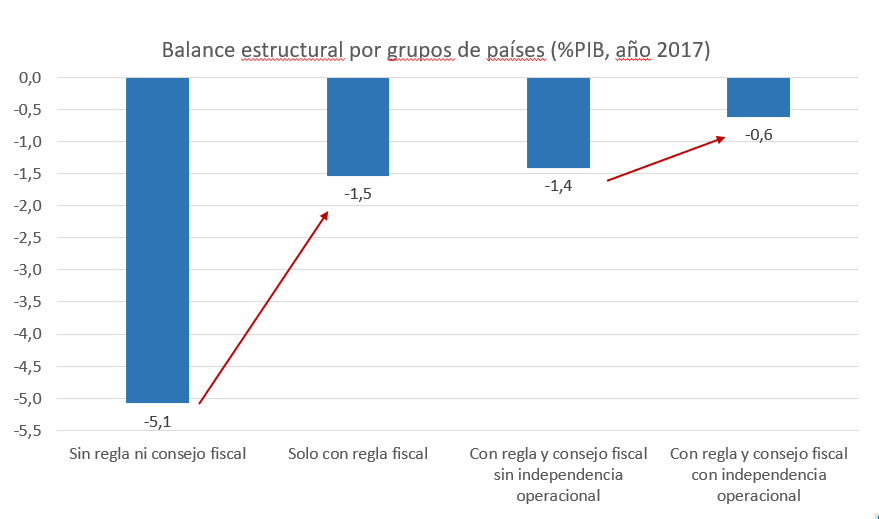 Balance estructural por grupos de países (%PIB, año 2017)
0,0
-0,5
-1,0
-1,5
-2,0
-2,5
-3,0
-3,5
-4,0
-4,5
-5,0
-5,5
-5,1
-1,5
-1,4
-0,6
Sin regla ni consejo fiscal
Solo con regla fiscal
Con regla y consejo fiscal
sin independencia
operacional
Con regla y consejo fiscal
con independencia
operacional